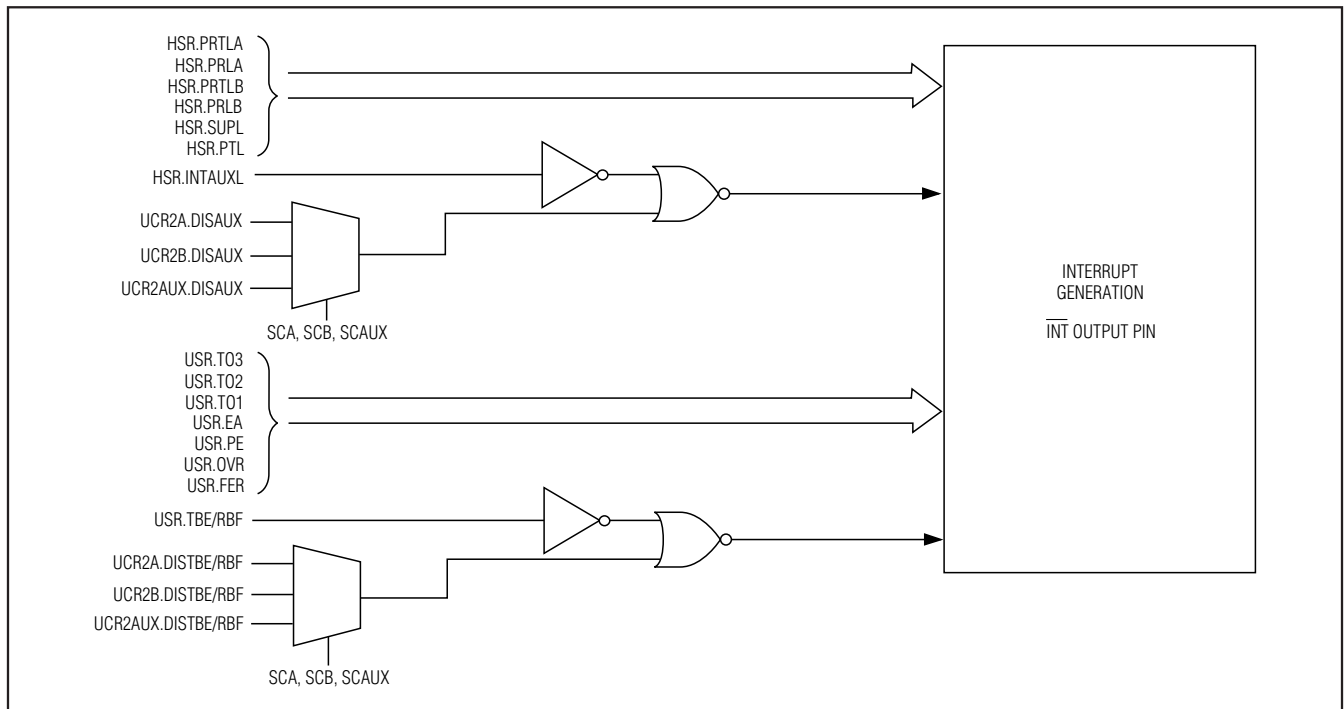 HSR.PRTLA
HSR.PRLA
HSR.PRTLB
HSR.PRLB
HSR.SUPL
HSR.PTL
HSR.INTAUXL
UCR2A.DISAUX
UCR2B.DISAUX
UCR2AUX.DISAUX
SCA, SCB, SCAUX
USR.TO3
USR.TO2
USR.TO1
USR.EA
USR.PE
USR.OVR
USR.FER
USR.TBE/RBF
UCR2A.DISTBE/RBF
UCR2B.DISTBE/RBF
UCR2AUX.DISTBE/RBF
SCA, SCB, SCAUX
INTERRUPT
GENERATION
INT OUTPUT PIN